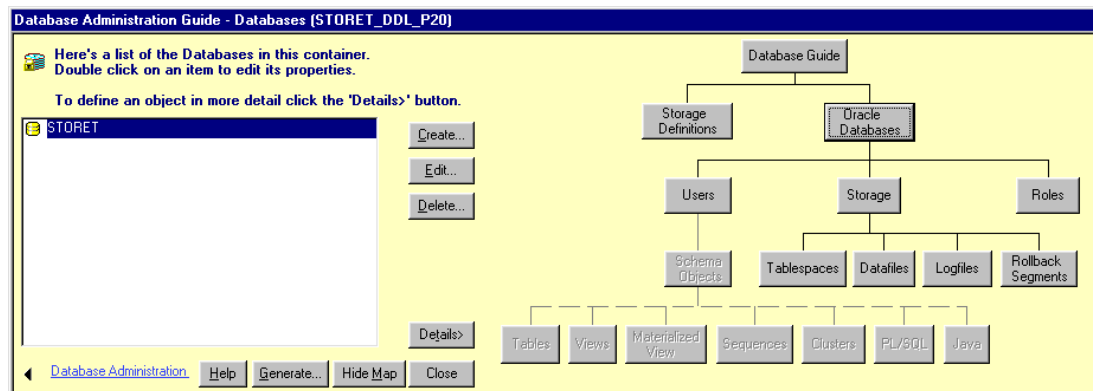 Database Administration Guide - Databases (STORET_DDL_P20)
Here's a list of the Databases in this container.
Double click on an item to edit its properties.
To define an object in more detail click the 'Details>' button.
STORET
Create...
Edit...
Delete...
Details>
Database Administration
Help
Generate...
Hide Map
Close
Database Guide
Storage
Definitions
Oracle
Databases
Users
Storage
Roles
Schema
Objects
Tablespaces
Datafiles
Logfiles
Rollback
Segments
Tables
Views
Materialized
View
Sequences
Clusters
PL/SQL
Java